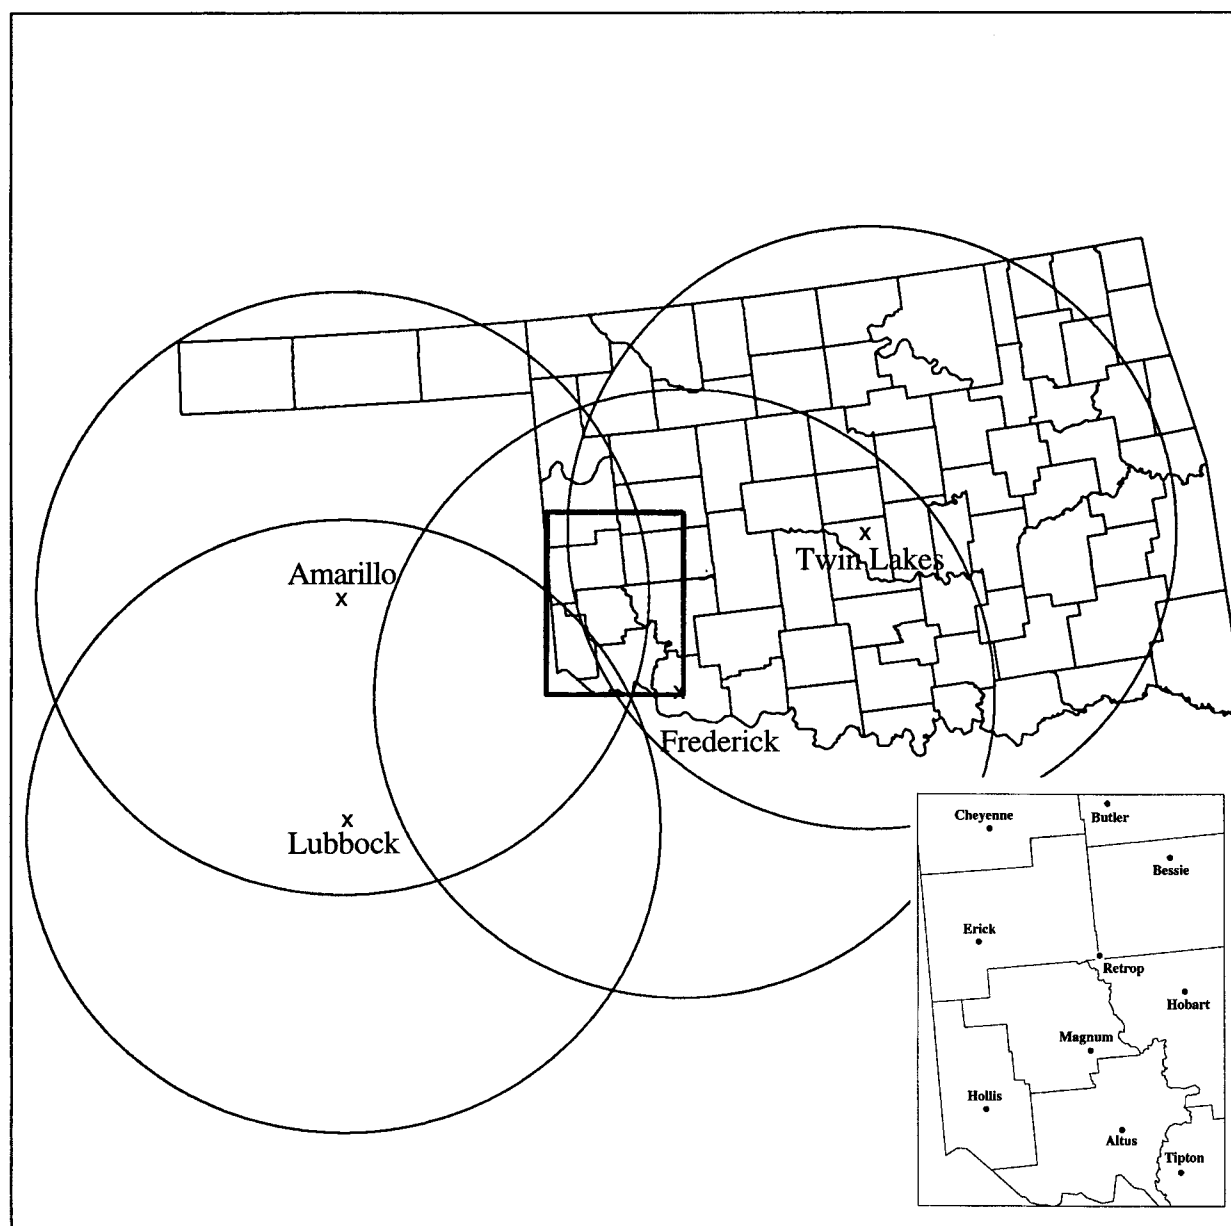 Twin Lakes
x
Amarillo
x
x
Lubbock
x
Frederick
Cheyenne
Butler
Bessie
Erick
Retrop
Hobart
Magnum
Hollis
Altus
Tipton